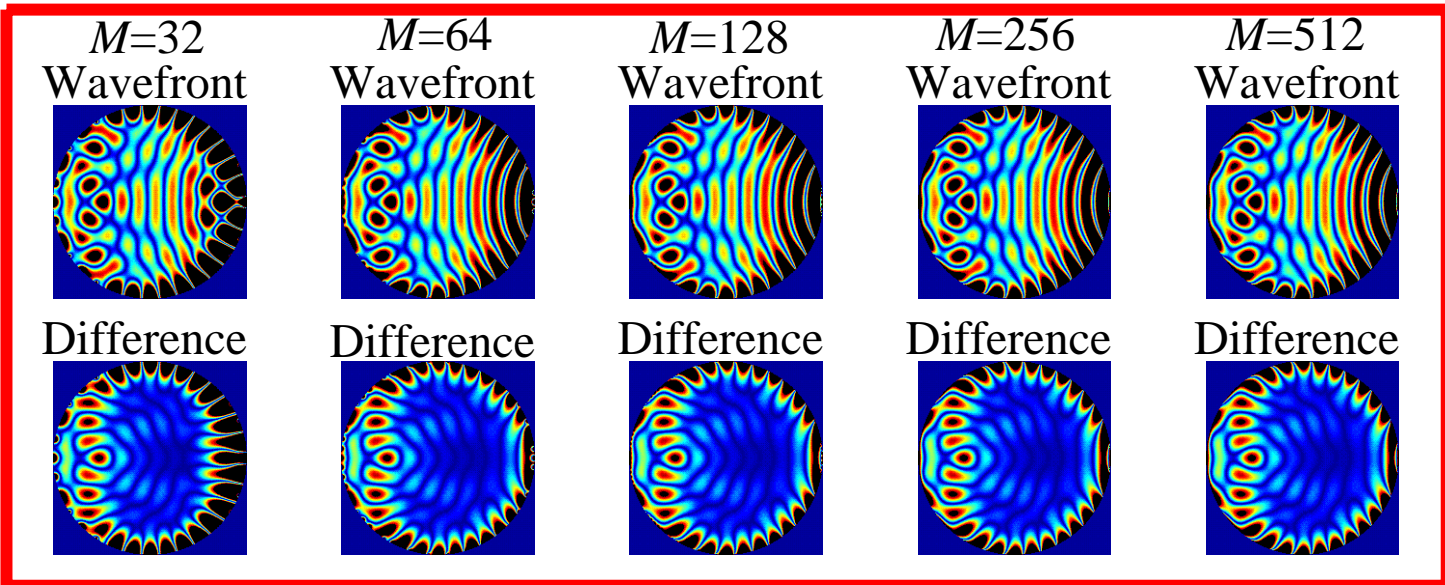 M=32 M=64 M=128 M=256 M=512
Wavefront Wavefront Wavefront Wavefront Wavefront
Difference Difference Difference Difference Difference